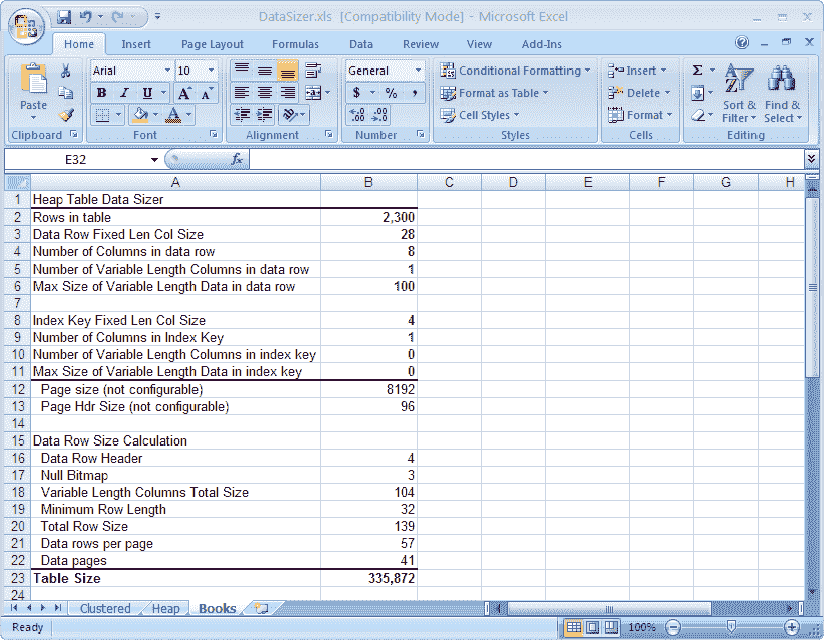 DataSizer.xls [Compatibility Mode] - Microsoft Excel
Home Insert Page Layout Formulas Data Review View Add-Ins
Paste
Clipboard
Arial 10
B I U A A
A
Font
Alignment
General
$ % ,
.00 .0
Number
Conditional Formatting
Format as Table
Cell Styles
Styles
Insert
Delete
Format
Cells
Σ
Sort & Filter
Find & Select
Editing
E32 fx
A B C D E F G H
1 Heap Table Data Sizer
2 Rows in table 2,300
3 Data Row Fixed Len Col Size 28
4 Number of Columns in data row 8
5 Number of Variable Length Columns in data row 1
6 Max Size of Variable Length Data in data row 100
7
8 Index Key Fixed Len Col Size 4
9 Number of Columns in Index Key 1
10 Number of Variable Length Columns in index key 0
11 Max Size of Variable Length Data in index key 0
12 Page size (not configurable) 8192
13 Page Hdr Size (not configurable) 96
14
15 Data Row Size Calculation
16 Data Row Header 4
17 Null Bitmap 3
18 Variable Length Columns Total Size 104
19 Minimum Row Length 32
20 Total Row Size 139
21 Data rows per page 57
22 Data pages 41
23 Table Size 335,872
24
Clustered Heap Books
Ready 100%